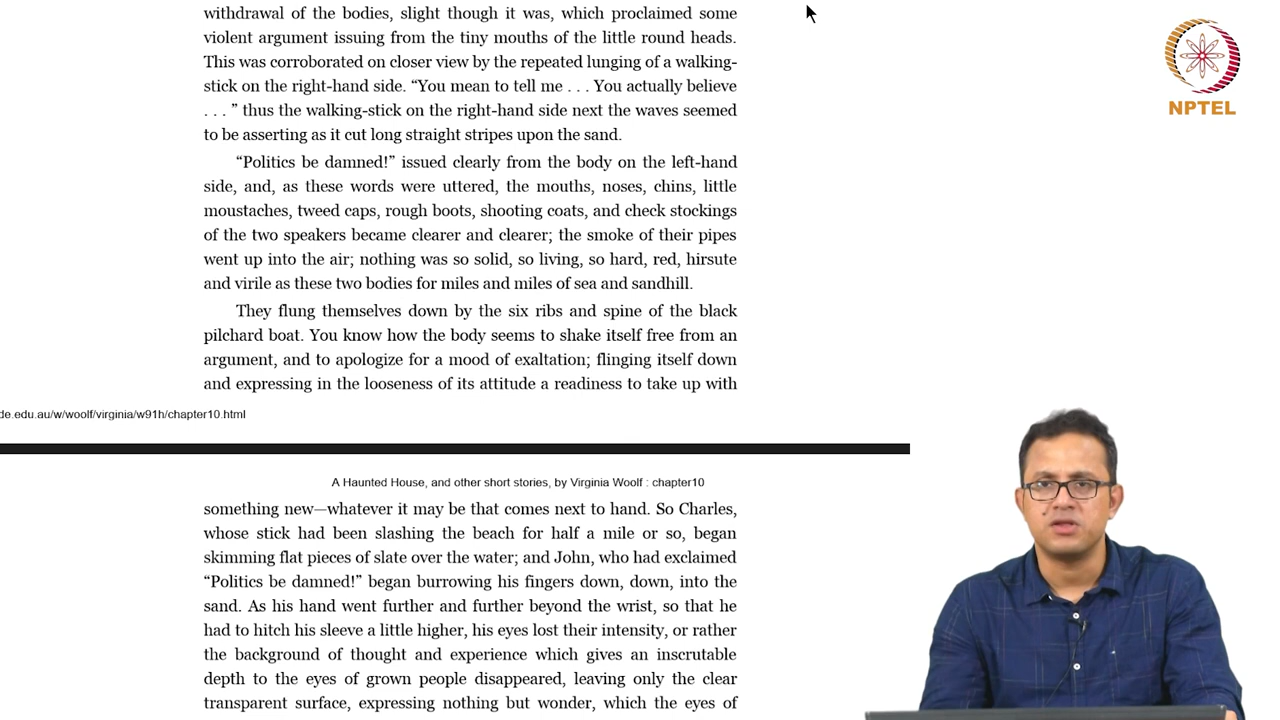 withdrawal of the bodies, slight though it was, which proclaimed some
violent argument issuing from the tiny mouths of the little round heads.
This was corroborated on closer view by the repeated lunging of a walking-
stick on the right-hand side. “You mean to tell me . . . You actually believe
. . . ” thus the walking-stick on the right-hand side next the waves seemed
to be asserting as it cut long straight stripes upon the sand.
“Politics be damned!” issued clearly from the body on the left-hand
side, and, as these words were uttered, the mouths, noses, chins, little
moustaches, tweed caps, rough boots, shooting coats, and check stockings
of the two speakers became clearer and clearer; the smoke of their pipes
went up into the air; nothing was so solid, so living, so hard, red, hirsute
and virile as these two bodies for miles and miles of sea and sandhill.
They flung themselves down by the six ribs and spine of the black
pilchard boat. You know how the body seems to shake itself free from an
argument, and to apologize for a mood of exaltation; flinging itself down
and expressing in the looseness of its attitude a readiness to take up with
de.edu.au/w/woolf/virginia/w91h/chapter10.html
A Haunted House, and other short stories, by Virginia Woolf : chapter10
something new—whatever it may be that comes next to hand. So Charles,
whose stick had been slashing the beach for half a mile or so, began
skimming flat pieces of slate over the water; and John, who had exclaimed
“Politics be damned!” began burrowing his fingers down, down, into the
sand. As his hand went further and further beyond the wrist, so that he
had to hitch his sleeve a little higher, his eyes lost their intensity, or rather
the background of thought and experience which gives an inscrutable
depth to the eyes of grown people disappeared, leaving only the clear
transparent surface, expressing nothing but wonder, which the eyes of
NPTEL